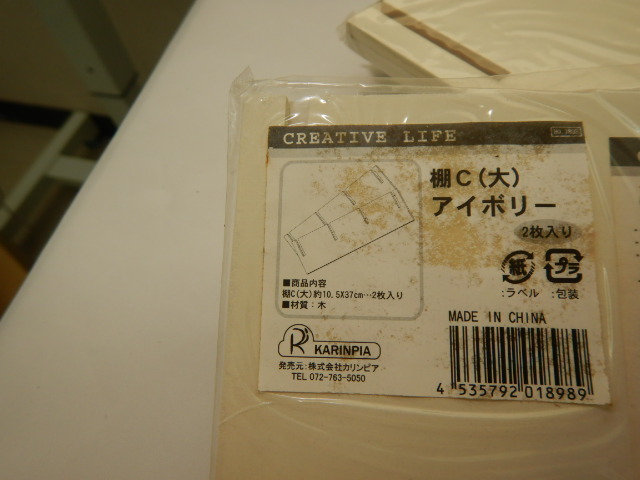 CREATIVE LIFE
棚C(大)
アイボリー
2枚入り
■商品内容
棚C(大)約10.5X37cm…2枚入り
■材質:木
紙
プラ
:ラベル :包装
MADE IN CHINA
R
KARINPIA
発売元:株式会社カリンピア
TEL 072-763-5050
4 535792 018989